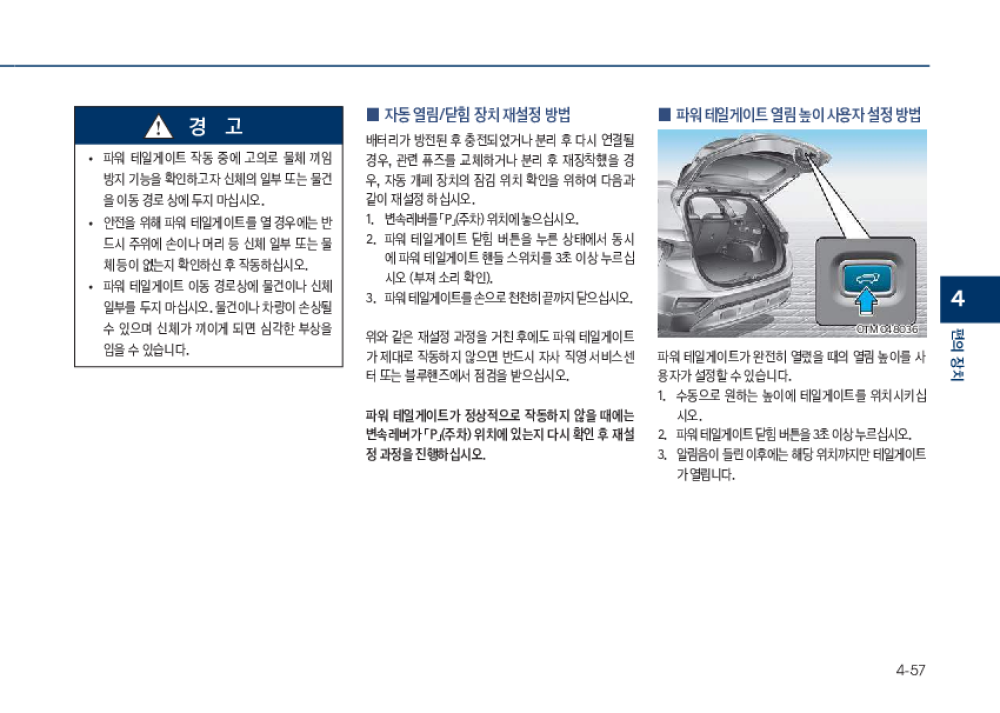 경 고
• 파워 테일게이트 작동 중에 고의로 물체 끼임
방지 기능을 확인하고자 신체의 일부 또는 물건
을 이동 경로 상에 두지 마십시오.
• 안전을 위해 파워 테일게이트를 열 경우에는 반
드시 주위에 손이나 머리 등 신체 일부 또는 물
체 등이 없는지 확인하신 후 작동하십시오.
• 파워 테일게이트 이동 경로상에 물건이나 신체
일부를 두지 마십시오. 물건이나 차량이 손상될
수 있으며 신체가 끼이게 되면 심각한 부상을
입을 수 있습니다.
■ 자동 열림/닫힘 장치 재설정 방법
배터리가 방전된 후 충전되었거나 분리 후 다시 연결될
경우, 관련 퓨즈를 교체하거나 분리 후 재장착했을 경
우, 자동 개폐 장치의 잠김 위치 확인을 위하여 다음과
같이 재설정 하십시오.
1. 변속레버를「P」(주차) 위치에 놓으십시오.
2. 파워 테일게이트 닫힘 버튼을 누른 상태에서 동시
에 파워 테일게이트 핸들 스위치를 3초 이상 누르십
시오 (부져 소리 확인).
3. 파워 테일게이트를 손으로 천천히 끝까지 닫으십시오.
위와 같은 재설정 과정을 거친 후에도 파워 테일게이트
가 제대로 작동하지 않으면 반드시 자사 직영 서비스센
터 또는 블루핸즈에서 점검을 받으십시오.
파워 테일게이트가 정상적으로 작동하지 않을 때에는
변속레버가「P」(주차) 위치에 있는지 다시 확인 후 재설
정 과정을 진행하십시오.
■ 파워 테일게이트 열림 높이 사용자 설정 방법
OTM048036
파워 테일게이트가 완전히 열렸을 때의 열림 높이를 사
용자가 설정할 수 있습니다.
1. 수동으로 원하는 높이에 테일게이트를 위치시키십
시오.
2. 파워 테일게이트 닫힘 버튼을 3초 이상 누르십시오.
3. 알림음이 들린 이후에는 해당 위치까지만 테일게이트
가 열립니다.
4
편의 장치
4-57